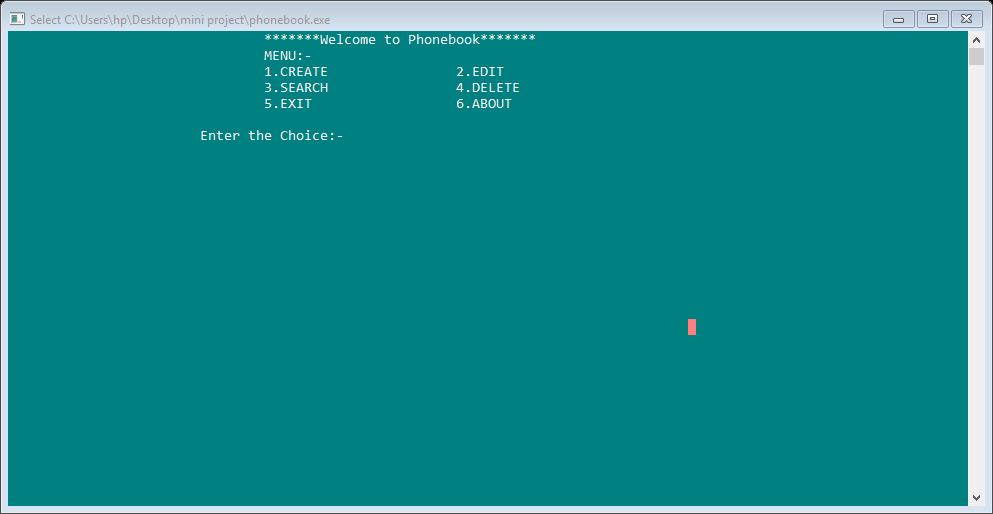 Select C:\Users\hp\Desktop\mini project\phonebook.exe
*******Welcome to Phonebook*******
MENU:-
1.CREATE 2.EDIT
3.SEARCH 4.DELETE
5.EXIT 6.ABOUT
Enter the Choice:-